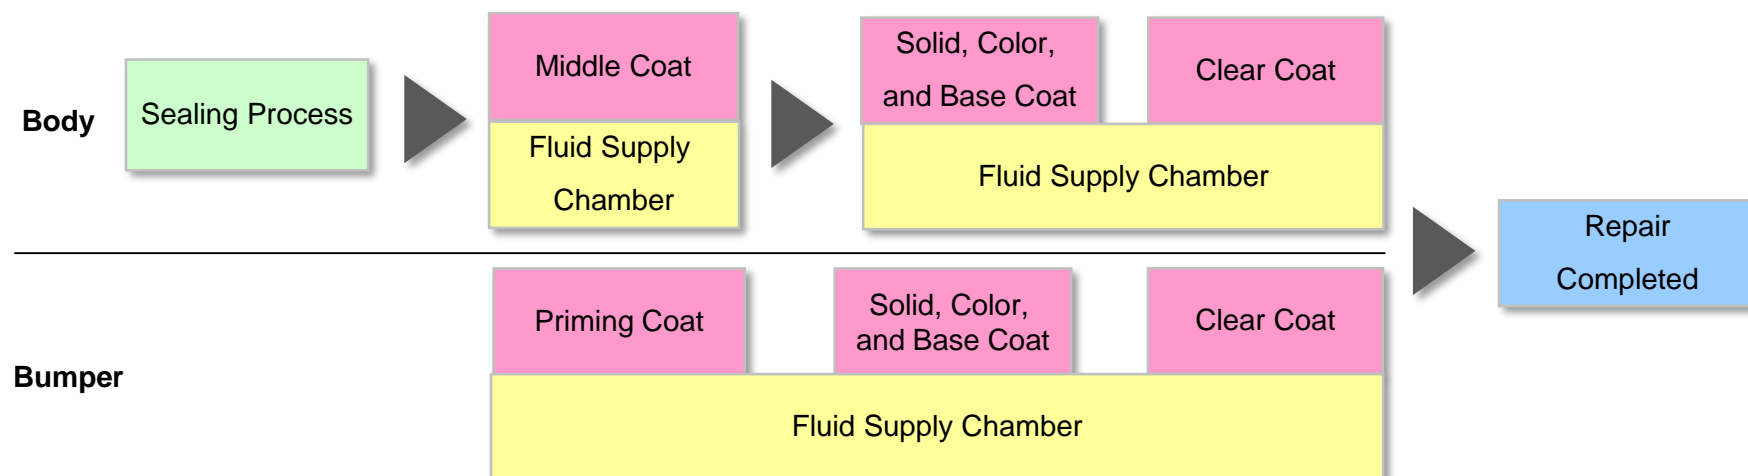 Body
Sealing Process
Middle Coat
Fluid Supply
Chamber
Solid, Color,
and Base Coat
Clear Coat
Fluid Supply Chamber
Bumper
Priming Coat
Solid, Color,
and Base Coat
Clear Coat
Fluid Supply Chamber
Repair
Completed